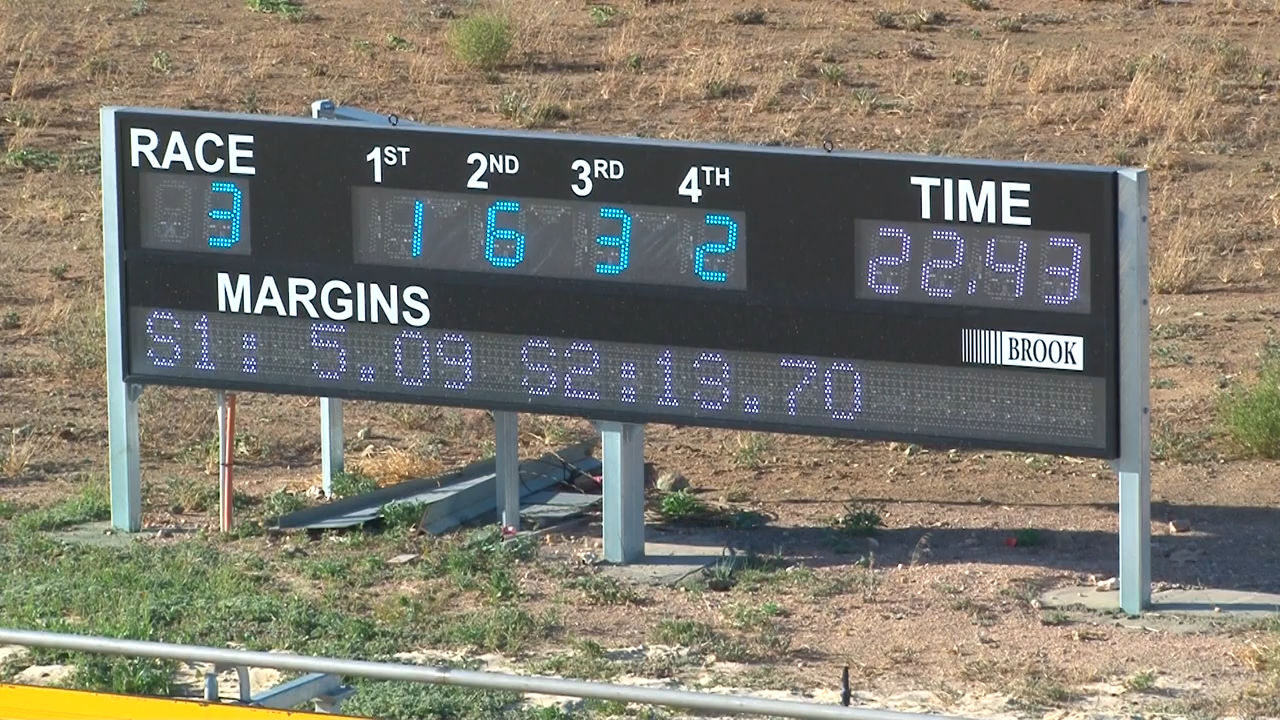 RACE 1ST 2ND 3RD 4TH TIME
3 1 6 3 2 22.43
MARGINS
BROOK
S1: 5.09 S2:13.70